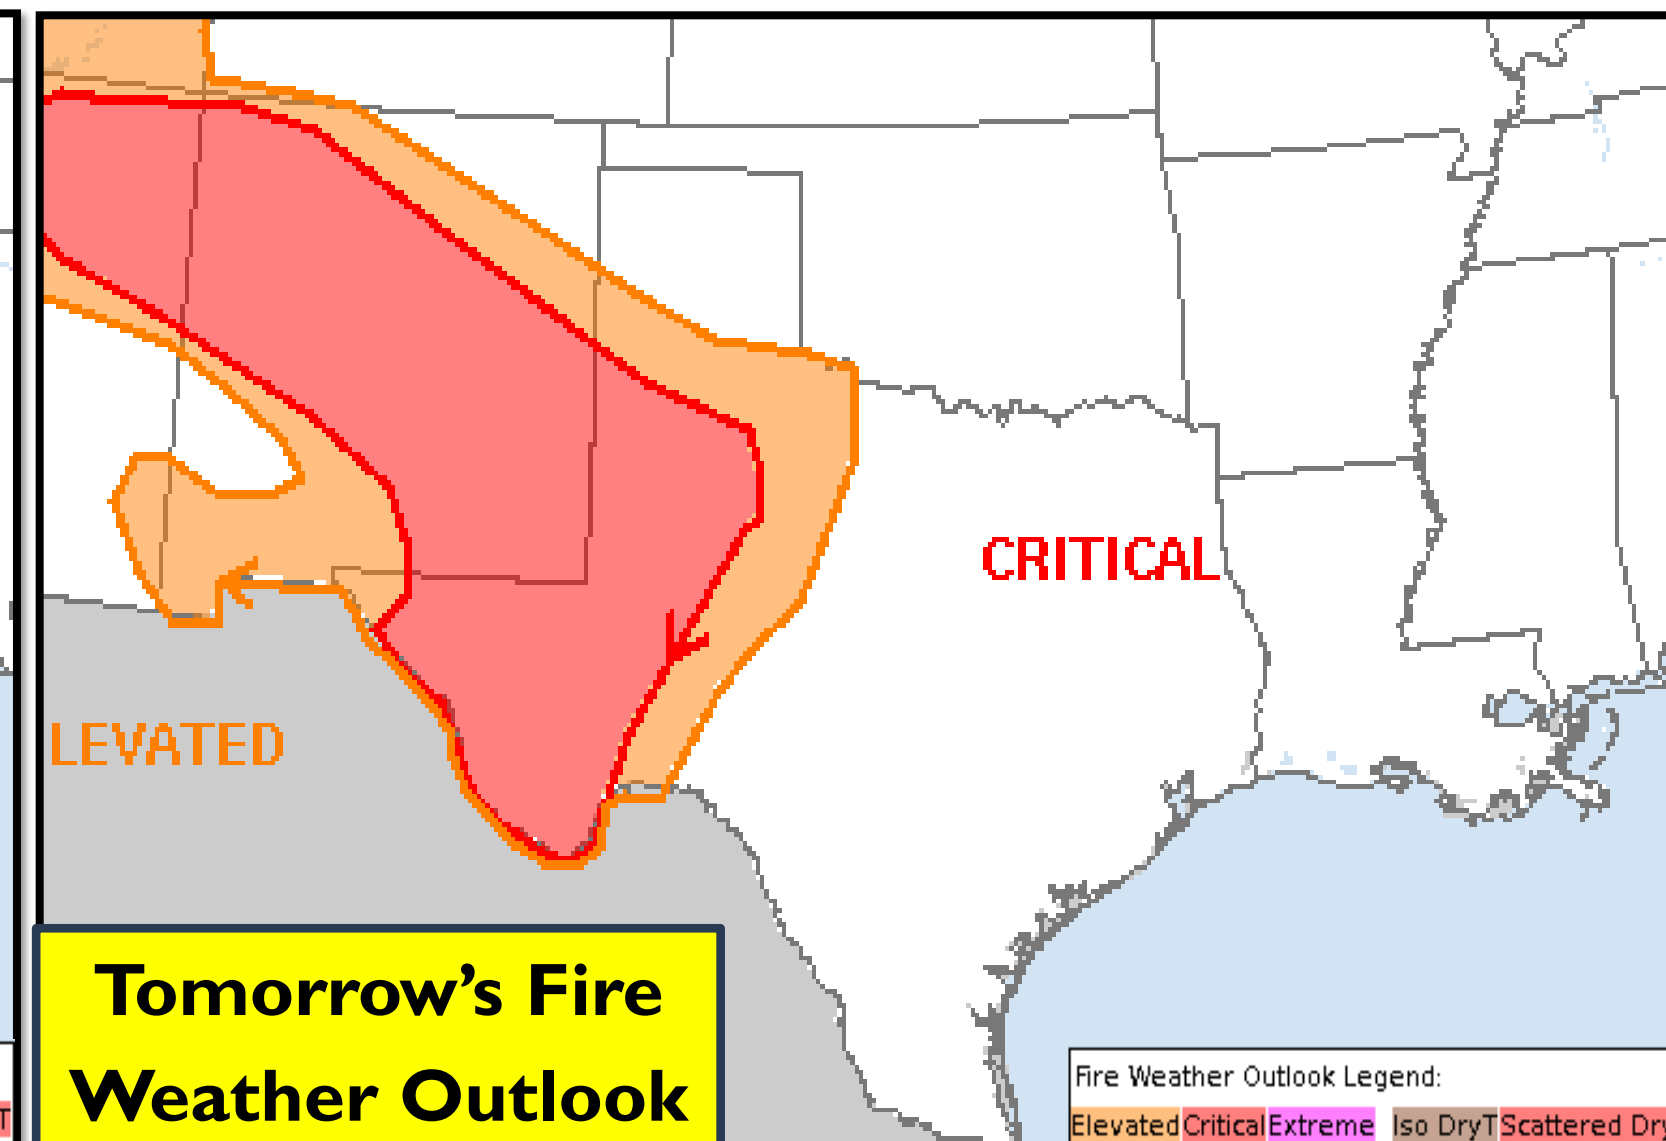 CRITICAL
LEVATED
Tomorrow's Fire
Weather Outlook
Fire Weather Outlook Legend:
Elevated Critical Extreme Iso DryT Scattered Dry
T